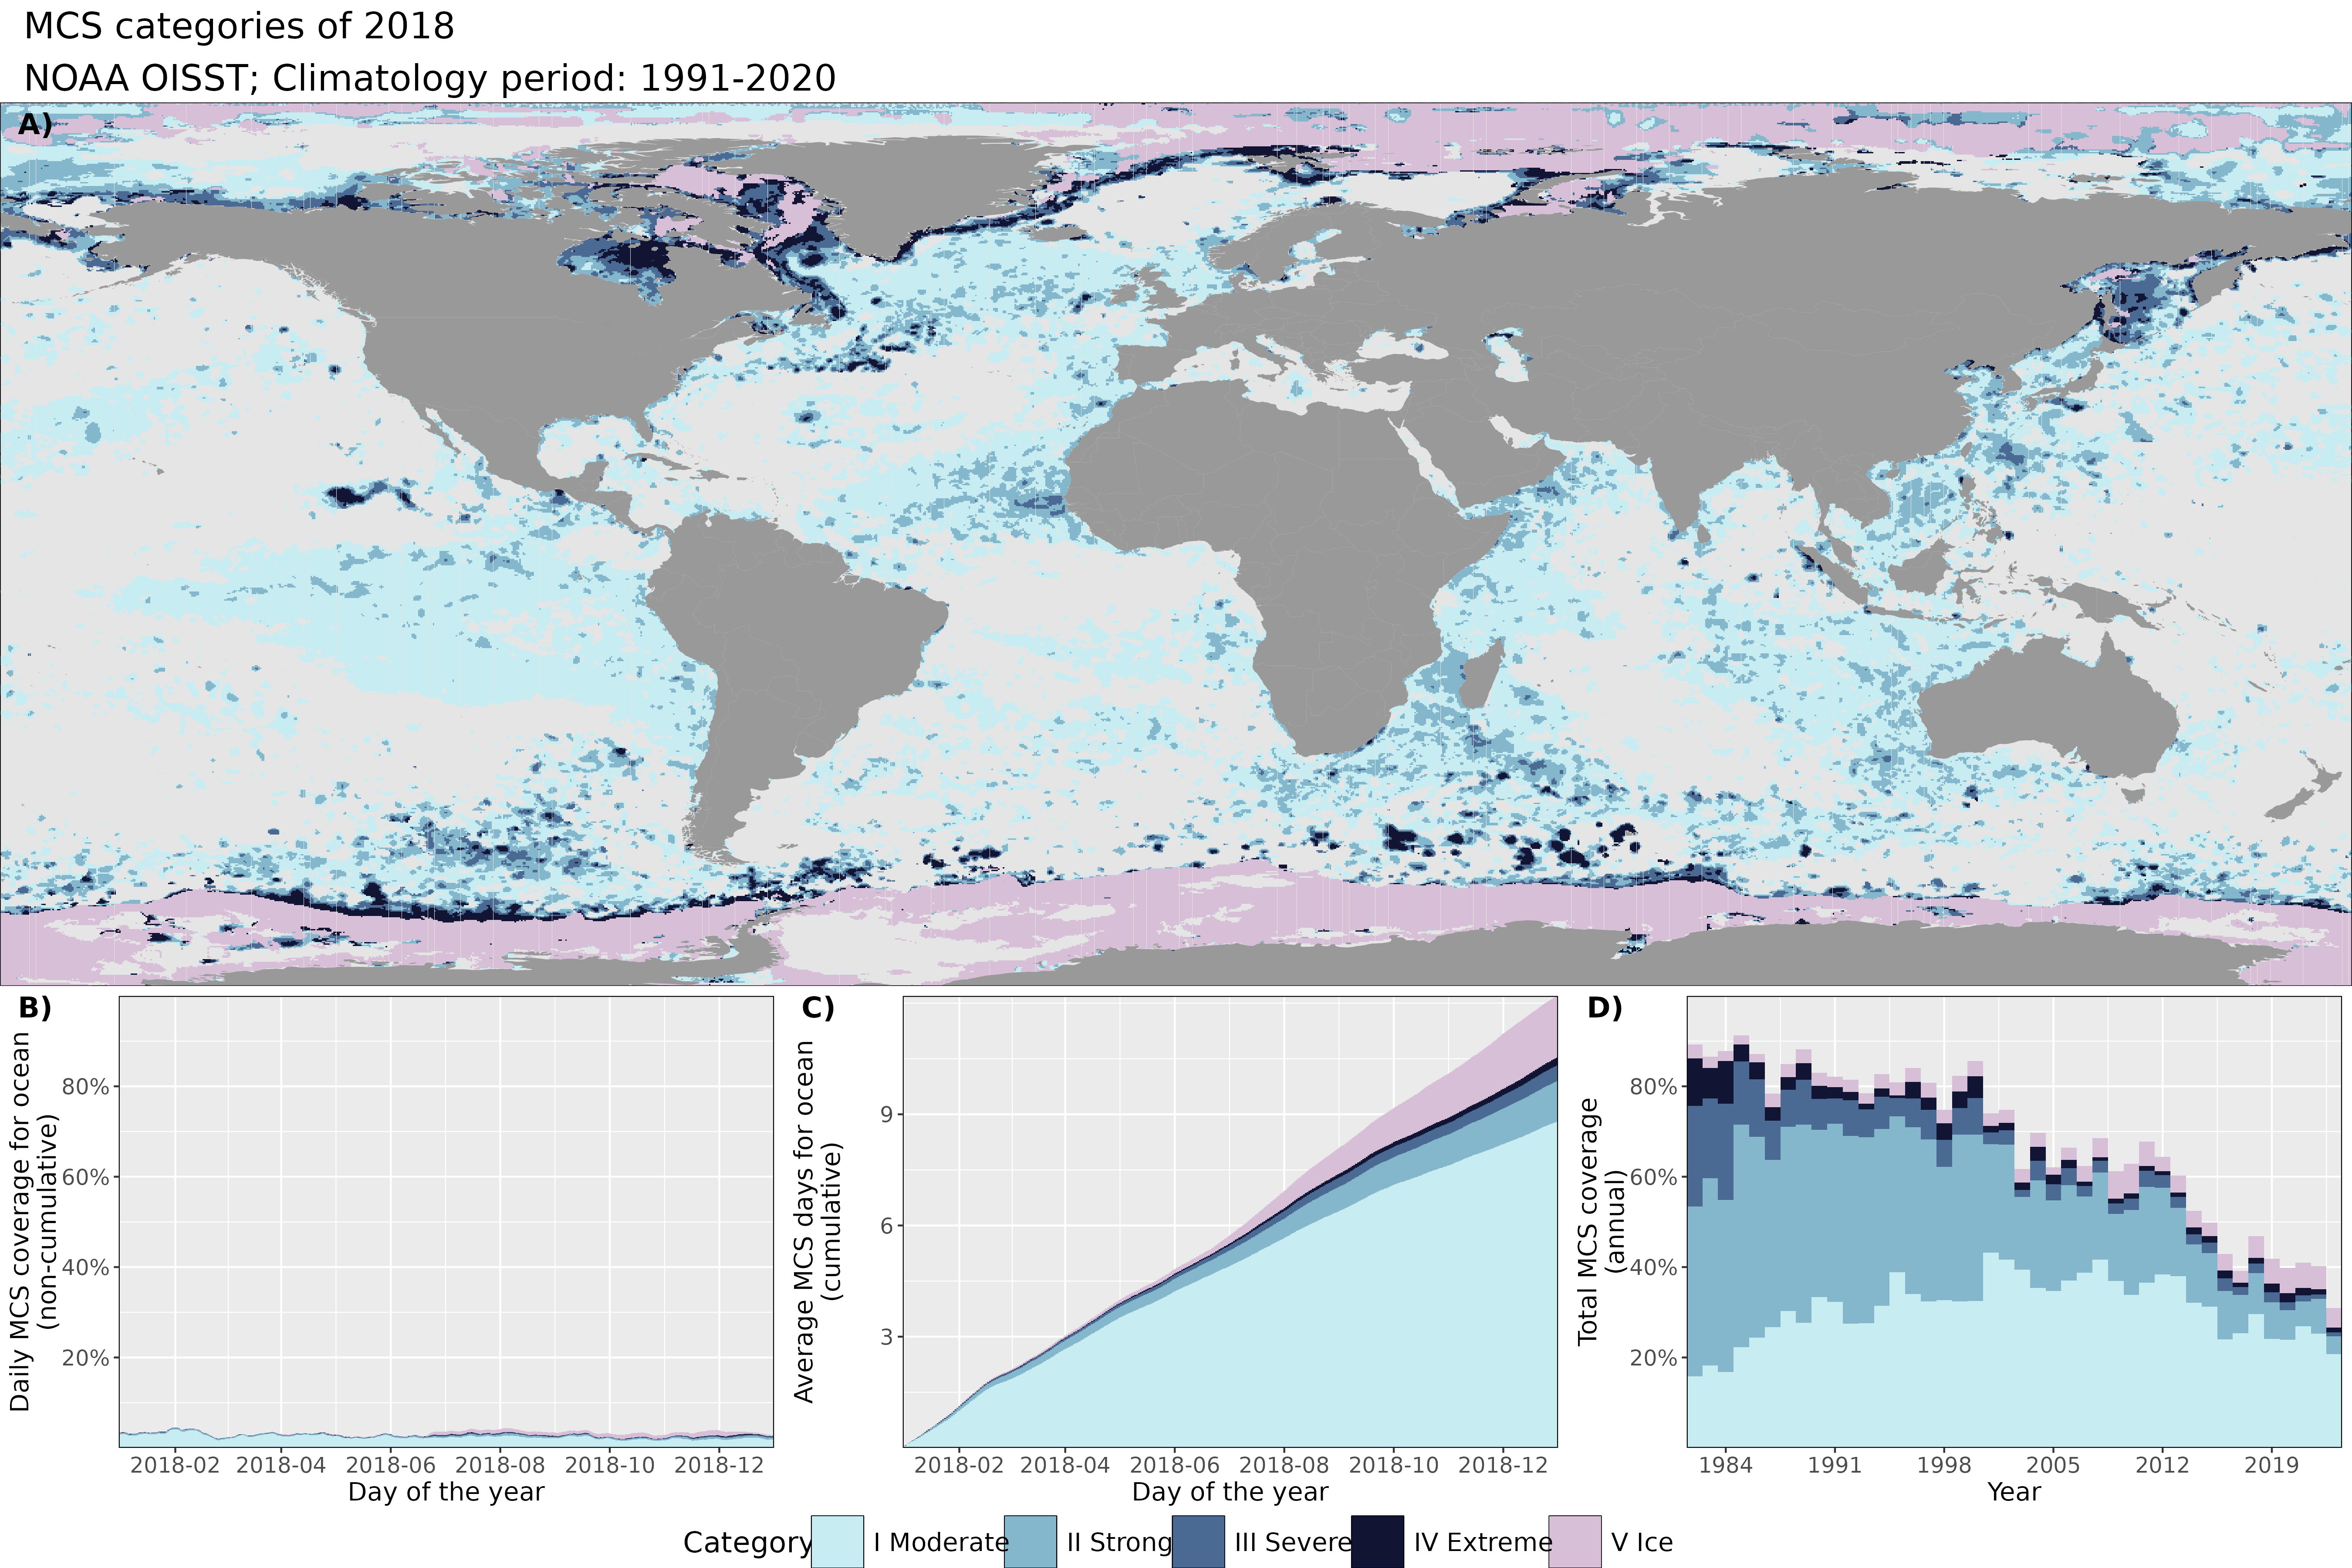 MCS categories of 2018
NOAA OISST; Climatology period: 1991-2020
A)
B)
Daily MCS coverage for ocean
(non-cumulative)
80%
60%
40%
20%
2018-02 2018-04 2018-06 2018-08 2018-10 2018-12
Day of the year
C)
Average MCS days for ocean
(cumulative)
9
6
3
2018-02 2018-04 2018-06 2018-08 2018-10 2018-12
Day of the year
D)
Total MCS coverage
(annual)
80%
60%
40%
20%
1984 1991 1998 2005 2012 2019
Year
Category I Moderate II Strong III Severe IV Extreme V Ice